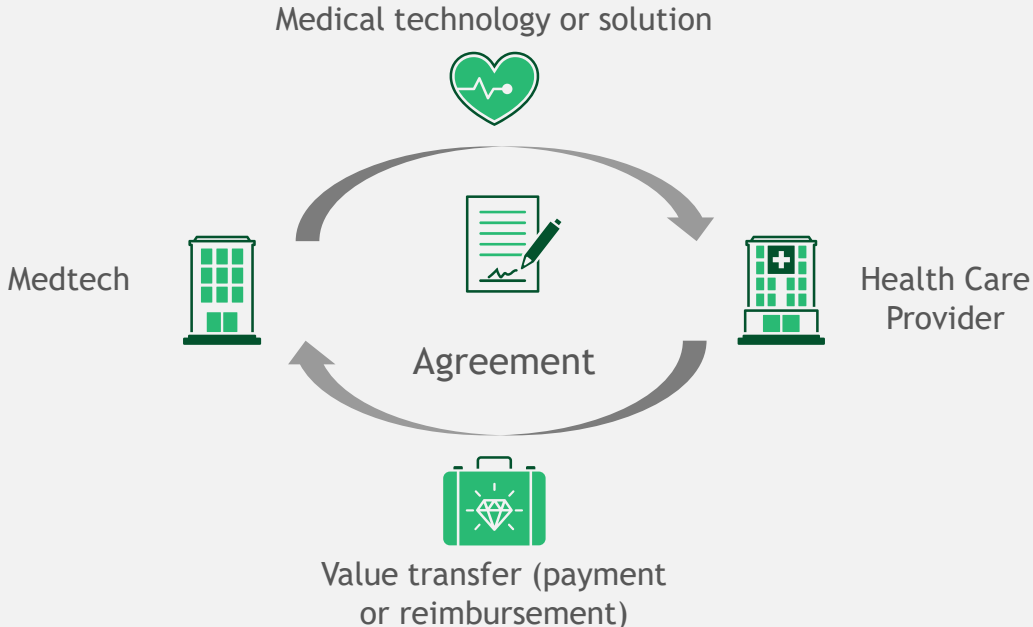 Medical technology or solution
Medtech
Health Care
Provider
Agreement
Value transfer (payment
or reimbursement)